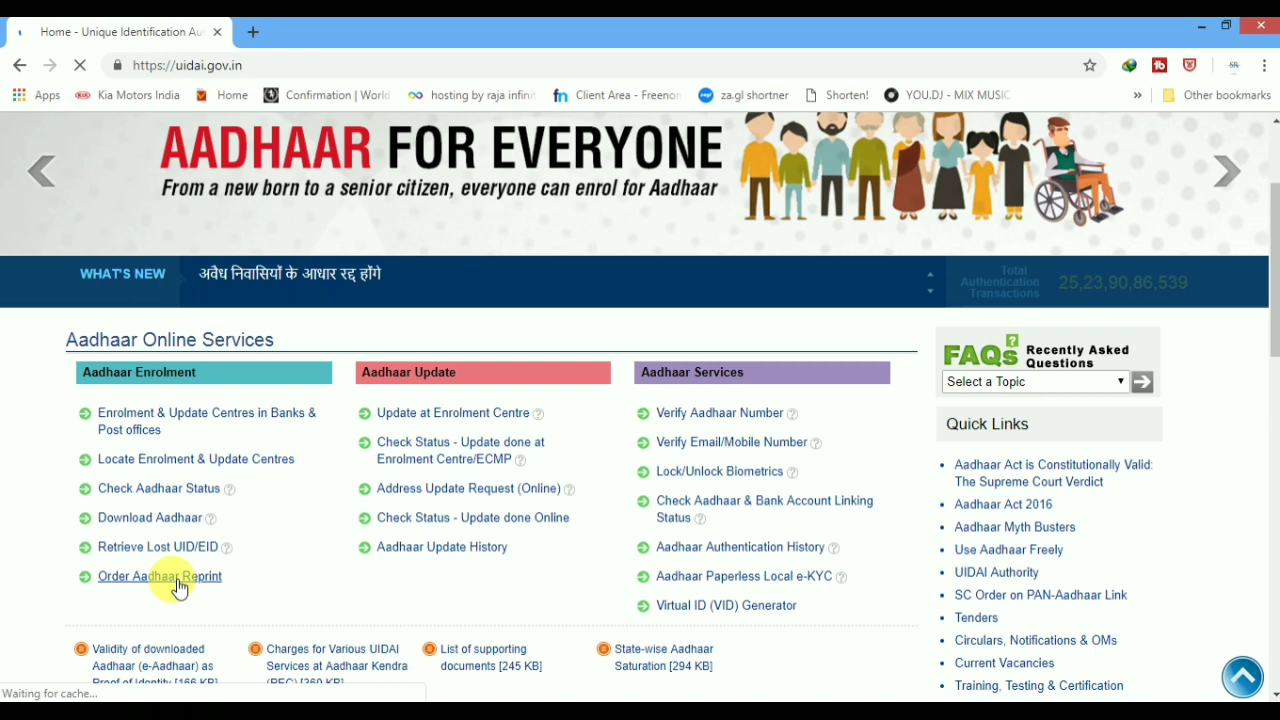 Home - Unique Identification Au
https://uidai.gov.in
Apps
Kia Motors India
Home
Confirmation | World
hosting by raja infinit
Client Area - Freenon
za.gl shortner
Shorten!
YOU.DJ - MIX MUSIC
»
Other bookmarks
AADHAAR FOR EVERYONE
From a new born to a senior citizen, everyone can enrol for Aadhaar
WHAT'S NEW
अवैध निवासियों के आधार रद्द होंगे
Total
Authentication
Transactions
25,23,90,86,539
Aadhaar Online Services
Aadhaar Enrolment
Enrolment & Update Centres in Banks &
Post offices
Locate Enrolment & Update Centres
Check Aadhaar Status
Download Aadhaar
Retrieve Lost UID/EID
Order Aadhaar Reprint
Aadhaar Update
Update at Enrolment Centre
Check Status - Update done at
Enrolment Centre/ECMP
Address Update Request (Online)
Check Status - Update done Online
Aadhaar Update History
Aadhaar Services
Verify Aadhaar Number
Verify Email/Mobile Number
Lock/Unlock Biometrics
Check Aadhaar & Bank Account Linking
Status
Aadhaar Authentication History
Aadhaar Paperless Local e-KYC
Virtual ID (VID) Generator
FAQs Recently Asked
Questions
Select a Topic
Quick Links
Aadhaar Act is Constitutionally Valid:
The Supreme Court Verdict
Aadhaar Act 2016
Aadhaar Myth Busters
Use Aadhaar Freely
UIDAI Authority
SC Order on PAN-Aadhaar Link
Tenders
Circulars, Notifications & OMs
Current Vacancies
Training, Testing & Certification
Validity of downloaded
Aadhaar (e-Aadhaar) as
Proof of Identity [166 KB]
Charges for Various UIDAI
Services at Aadhaar Kendra
List of supporting
documents [245 KB]
State-wise Aadhaar
Saturation [294 KB]
Waiting for cache...